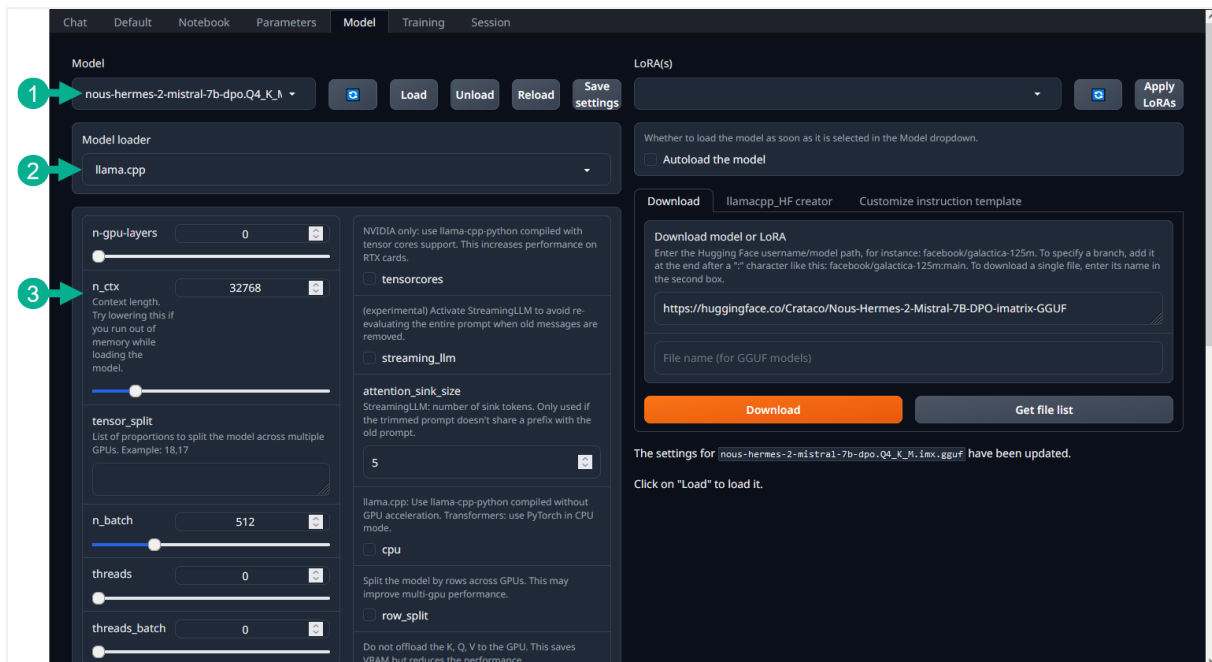 Chat Default Notebook Parameters Model Training Session
Model
1
nous-hermes-2-mistral-7b-dpo.Q4_K_M
Load
Unload
Reload
Save
settings
Model loader
2
llama.cpp
n-gpu-layers
0
3
n_ctx
32768
Context length.
Try lowering this if
you run out of
memory while
loading the
model.
tensor_split
List of proportions to split the model across multiple
GPUs. Example: 18,17
n_batch
512
threads
0
threads_batch
0
NVIDIA only: use llama-cpp-python compiled with
tensor cores support. This increases performance on
RTX cards.
tensorcores
(experimental) Activate StreamingLLM to avoid re-
evaluating the entire prompt when old messages are
removed.
streaming_llm
attention_sink_size
StreamingLLM: number of sink tokens. Only used if
the trimmed prompt doesn't share a prefix with the
old prompt.
5
llama.cpp: Use llama-cpp-python compiled without
GPU acceleration. Transformers: use PyTorch in CPU
mode.
cpu
Split the model by rows across GPUs. This may
improve multi-gpu performance.
row_split
Do not offload the K, Q, V to the GPU. This saves
VRAM but reduces the performance.
LoRA(s)
Apply
LoRAs
Whether to load the model as soon as it is selected in the Model dropdown.
Autoload the model
Download llamacpp_HF creator Customize instruction template
Download model or LoRA
Enter the Hugging Face username/model path, for instance: facebook/galactica-125m. To specify a branch, add it
at the end after a ":" character like this: facebook/galactica-125m:main. To download a single file, enter its name in
the second box.
https://huggingface.co/Crataco/Nous-Hermes-2-Mistral-7B-DPO-imatrix-GGUF
File name (for GGUF models)
Download
Get file list
The settings for nous-hermes-2-mistral-7b-dpo.Q4_K_M.imx.gguf have been updated.
Click on "Load" to load it.